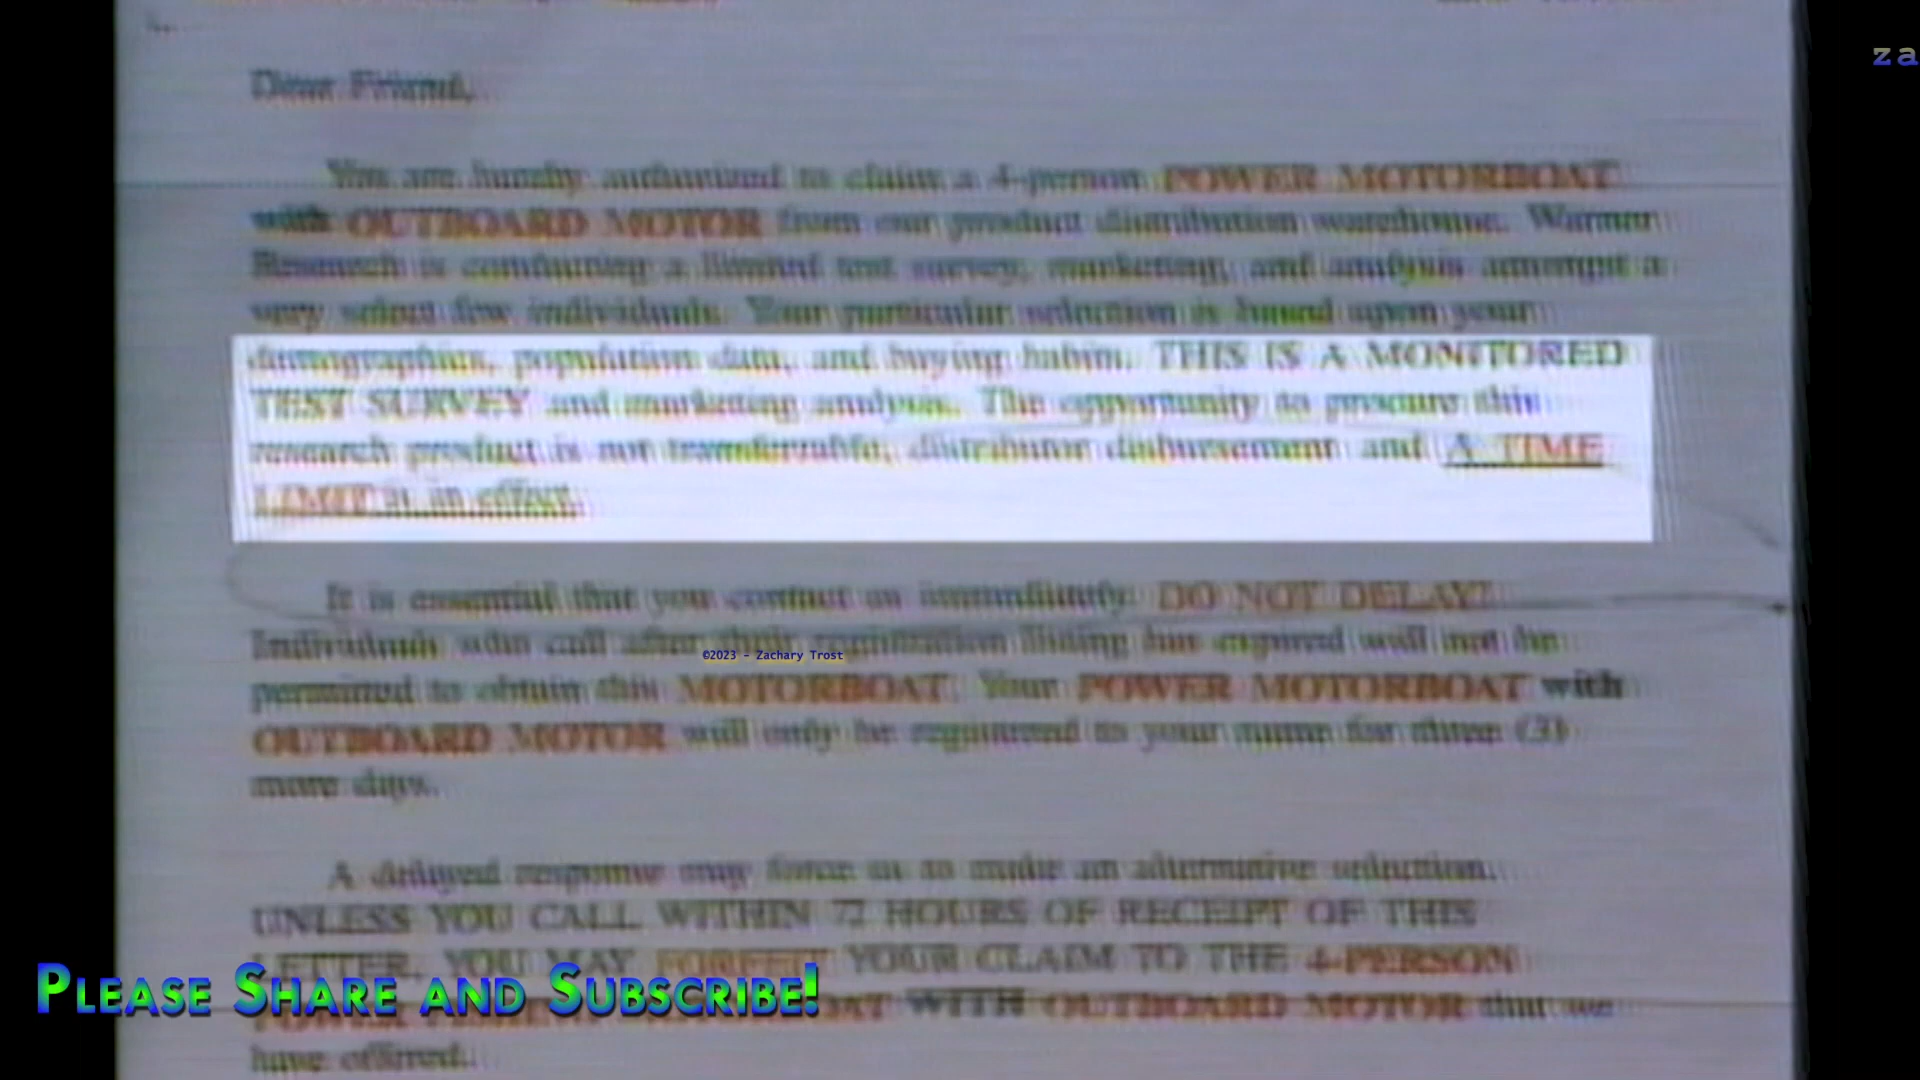 za
Dear Friend,
You are hereby authorized to claim a 4-person POWER MOTORBOAT
with OUTBOARD MOTOR from our product distribution warehouse. Warner
Research is conducting a limited test survey, marketing, and analysis amongst a
very select few individuals. Your particular selection is based upon your
demographics, population data, and buying habits. THIS IS A MONITORED
TEST SURVEY and marketing analysis. The opportunity to procure this
research product is not transferable, distributor disbursement and A TIME
LIMIT is in effect.
It is essential that you contact us immediately. DO NOT DELAY!
Individuals who call after their registration listing has expired will not be
©2023 - Zachary Trost
permitted to obtain this MOTORBOAT. Your POWER MOTORBOAT with
OUTBOARD MOTOR will only be registered to your name for three (3)
more days.
A delayed response may force us to make an alternative selection.
UNLESS YOU CALL WITHIN 72 HOURS OF RECEIPT OF THIS
LETTER, YOU MAY FORFEIT YOUR CLAIM TO THE 4-PERSON
Please Share and Subscribe!
POWER WITH OUTBOARD MOTOR that we
have offered.